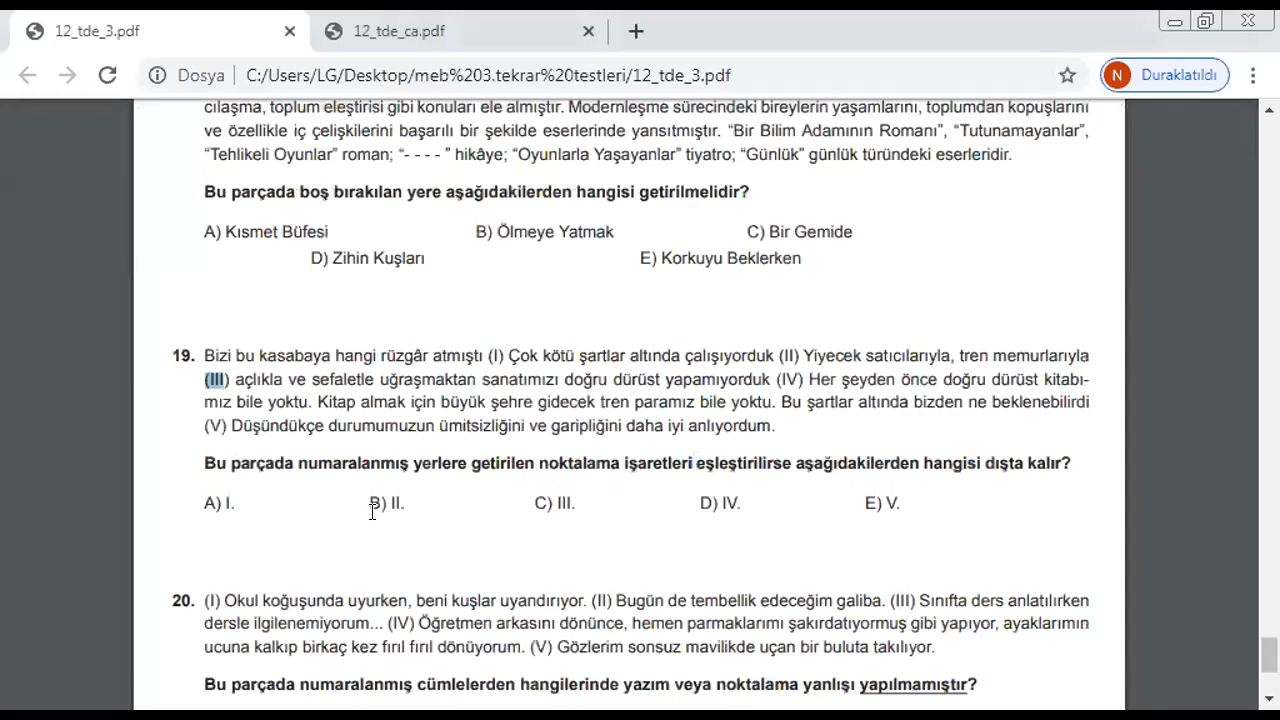 12_tde_3.pdf
12_tde_ca.pdf
Dosya C:/Users/LG/Desktop/meb%203.tekrar%20testleri/12_tde_3.pdf
N Duraklatıldı
cılaşma, toplum eleştirisi gibi konuları ele almıştır. Modernleşme sürecindeki bireylerin yaşamlarını, toplumdan kopuşlarını
ve özellikle iç çelişkilerini başarılı bir şekilde eserlerinde yansıtmıştır. “Bir Bilim Adamının Romanı”, “Tutunamayanlar”,
“Tehlikeli Oyunlar” roman; “- - - - ” hikâye; “Oyunlarla Yaşayanlar” tiyatro; “Günlük” günlük türündeki eserleridir.
Bu parçada boş bırakılan yere aşağıdakilerden hangisi getirilmelidir?
A) Kısmet Büfesi B) Ölmeye Yatmak C) Bir Gemide
D) Zihin Kuşları E) Korkuyu Beklerken
19. Bizi bu kasabaya hangi rüzgâr atmıştı (I) Çok kötü şartlar altında çalışıyorduk (II) Yiyecek satıcılarıyla, tren memurlarıyla
(III) açlıkla ve sefaletle uğraşmaktan sanatımızı doğru dürüst yapamıyorduk (IV) Her şeyden önce doğru dürüst kitabı-
mız bile yoktu. Kitap almak için büyük şehre gidecek tren paramız bile yoktu. Bu şartlar altında bizden ne beklenebilirdi
(V) Düşündükçe durumumuzun ümitsizliğini ve garipliğini daha iyi anlıyordum.
Bu parçada numaralanmış yerlere getirilen noktalama işaretleri eşleştirilirse aşağıdakilerden hangisi dışta kalır?
A) I. B) II. C) III. D) IV. E) V.
20. (I) Okul koğuşunda uyurken, beni kuşlar uyandırıyor. (II) Bugün de tembellik edeceğim galiba. (III) Sınıfta ders anlatılırken
dersle ilgilenemiyorum... (IV) Öğretmen arkasını dönünce, hemen parmaklarımı şakırdatıyormuş gibi yapıyor, ayaklarımın
ucuna kalkıp birkaç kez fırıl fırıl dönüyorum. (V) Gözlerim sonsuz mavilikde uçan bir buluta takılıyor.
Bu parçada numaralanmış cümlelerden hangilerinde yazım veya noktalama yanlışı yapılmamıştır?